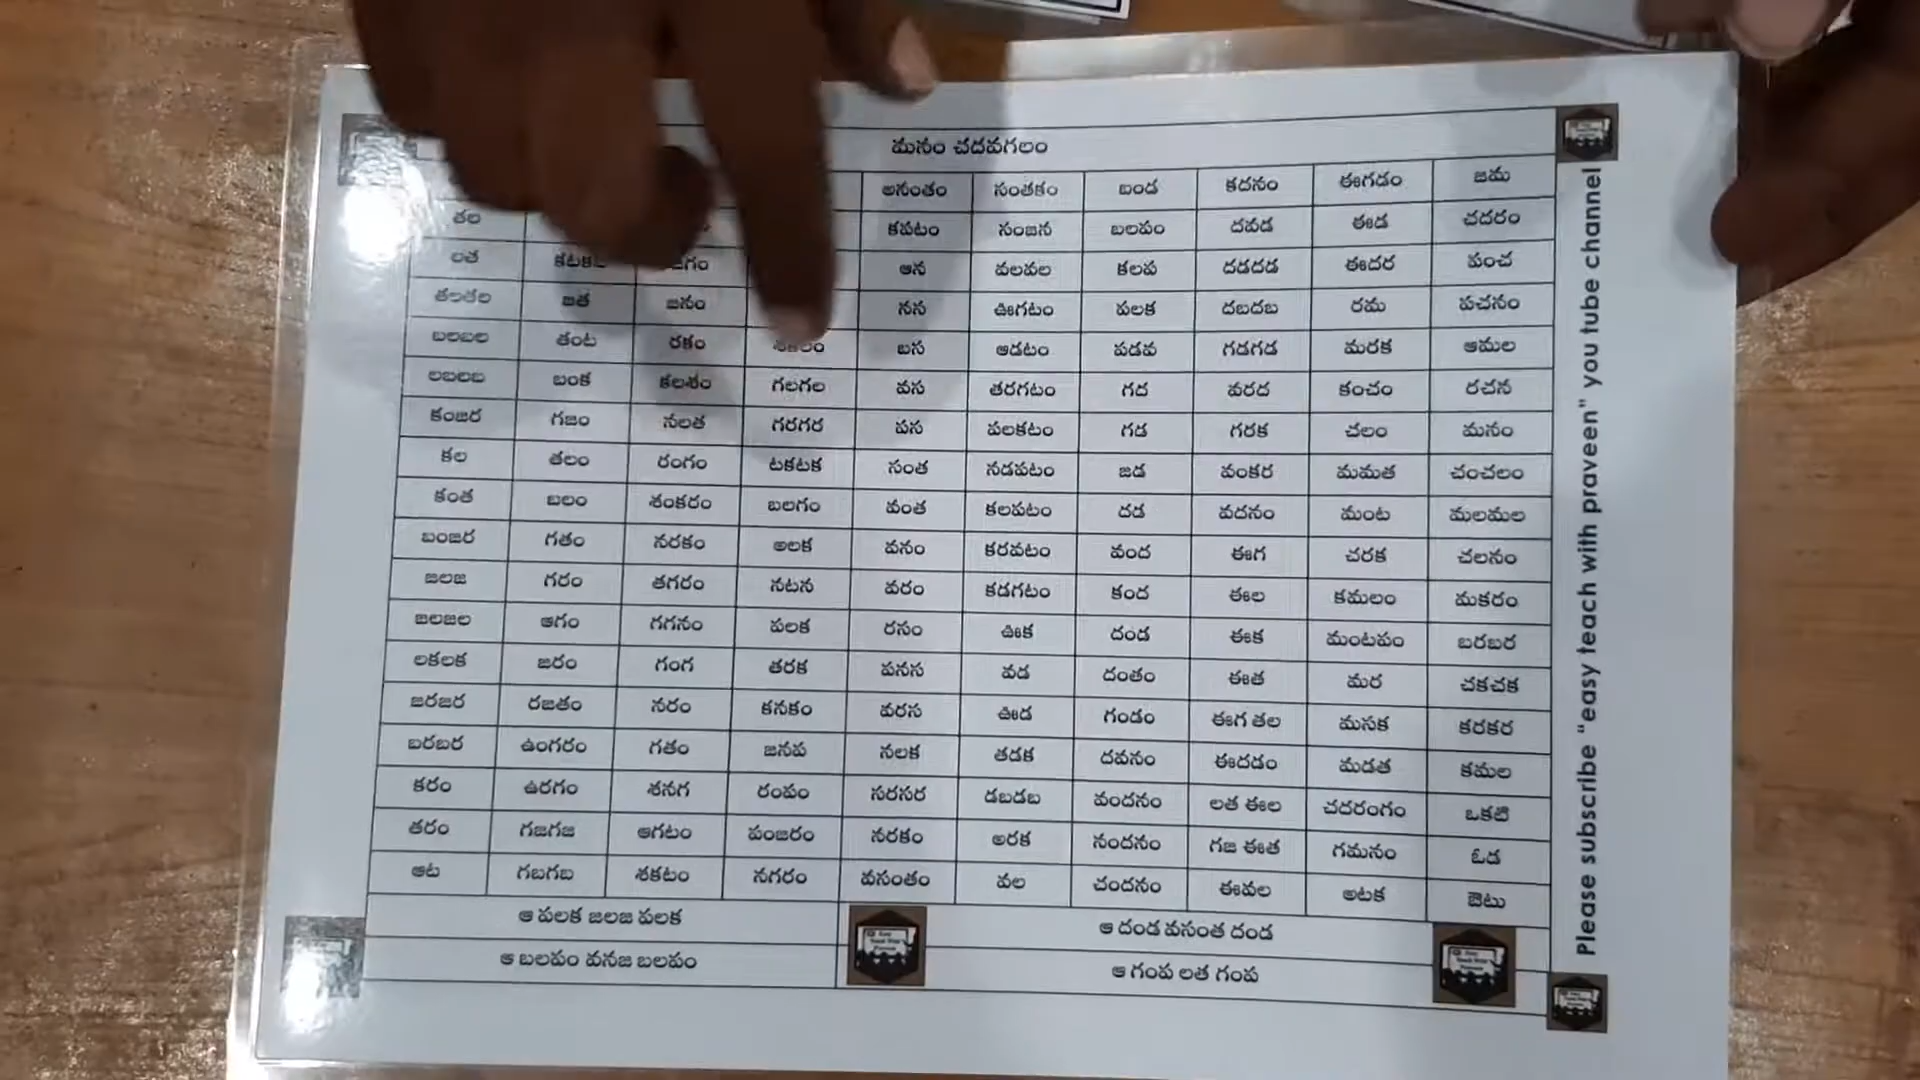 మనం చదవగలం
అనంతం సంతకం బండ కదనం ఈగడం జమ
తల కపటం సంజన బలపం దవడ ఈడ చదరం
లత ఆన వలవల కలప దడదడ ఈదర పంచ
తలతల జత జనం నస ఊగటం పలక దబదబ రమ పచనం
బలబల తంట రకం బస ఆడటం పడవ గడగడ మరక ఆమల
లబలబ బంక కలశం గలగల వస తరగటం గద వరద కంచం రచన
కంజర గజం నలత గరగర పస పలకటం గడ గరక చలం మనం
కల తలం రంగం టకటక సంత నడపటం జడ వంకర మమత చంచలం
కంత బలం శంకరం బలగం వంత కలపటం దడ వదనం మంట మలమల
బంజర గతం నరకం అలక వనం కరవటం వంద ఈగ చరక చలనం
జలజ గరం తగరం నటన వరం కడగటం కంద ఈల కమలం మకరం
జలజల ఆగం గగనం పలక రసం ఊక దండ ఈక మంటపం బరబర
లకలక జరం గంగ తరక పనస వడ దంతం ఈత మర చకచక
జరజర రజతం నరం కనకం వరస ఊడ గండం ఈగ తల మసక కరకర
బరబర ఉంగరం గతం జనప నలక తడక దవనం ఈదడం మడత కమల
కరం ఉరగం శనగ రంపం సరసర డబడబ వందనం లత ఈల చదరంగం ఒకటి
తరం గజగజ ఆగటం పంజరం నరకం అరక నందనం గజ ఈత గమనం ఓడ
ఆట గబగబ శకటం నగరం వసంతం వల చందనం ఈవల అటక ఔటు
ఆ పలక జలజ పలక ఆ దండ వసంత దండ
ఆ బలపం వనజ బలపం ఆ గంప లత గంప
Please subscribe "easy teach with praveen" you tube channel